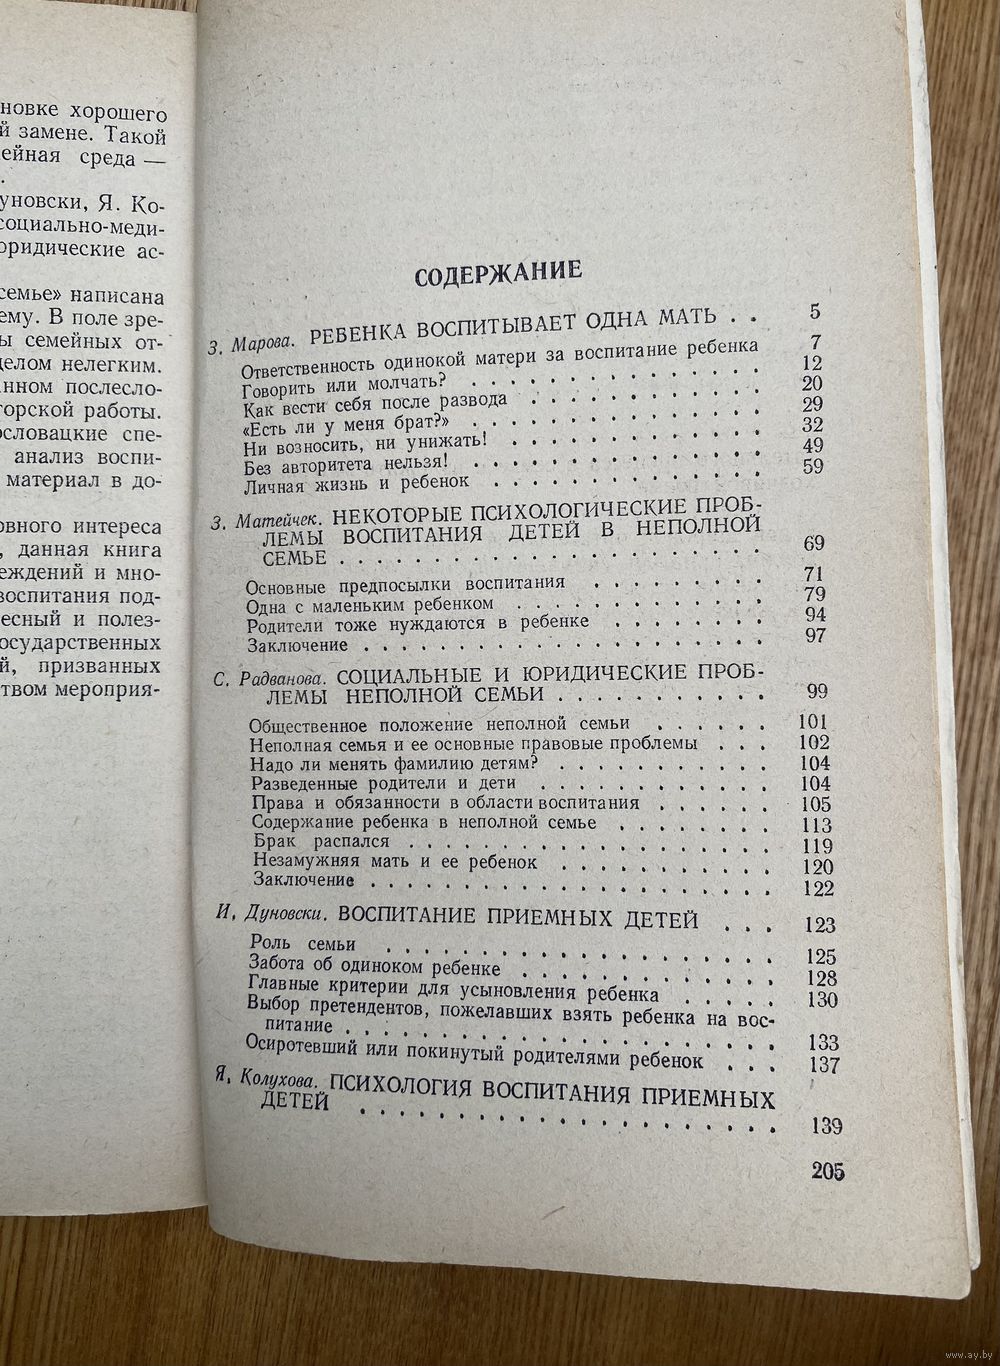 новке хорошего
й замене. Такой
ейная среда —
.
уновски, Я. Ко-
социально-меди-
оридические ас-
семье» написана
ему. В поле зре-
ы семейных от-
делом нелегким.
нном послесло-
горской работы.
ословацкие спе-
анализ воспи-
материал в до-
овного интереса
, данная книга
еждений и мно-
воспитания под-
есный и полез-
осударственных
й, призванных
ством мероприя-
СОДЕРЖАНИЕ
З. Марова. РЕБЕНКА ВОСПИТЫВАЕТ ОДНА МАТЬ . . 5
Ответственность одинокой матери за воспитание ребенка 7
Говорить или молчать? . . . . . . . . . . . . 12
Как вести себя после развода . . . . . . . . . . 20
«Есть ли у меня брат?» . . . . . . . . . . . . 29
Ни возносить, ни унижать! . . . . . . . . . . . 32
Без авторитета нельзя! . . . . . . . . . . . . 49
Личная жизнь и ребенок . . . . . . . . . . . 59
З. Матейчек. НЕКОТОРЫЕ ПСИХОЛОГИЧЕСКИЕ ПРОБ-
ЛЕМЫ ВОСПИТАНИЯ ДЕТЕЙ В НЕПОЛНОЙ
СЕМЬЕ . . . . . . . . . . . . . . . . . 69
Основные предпосылки воспитания . . . . . . . . 71
Одна с маленьким ребенком . . . . . . . . . . 79
Родители тоже нуждаются в ребенке . . . . . . . 94
Заключение . . . . . . . . . . . . . . . . 97
С. Радванова. СОЦИАЛЬНЫЕ И ЮРИДИЧЕСКИЕ ПРОБ-
ЛЕМЫ НЕПОЛНОЙ СЕМЬИ . . . . . . . . . 99
Общественное положение неполной семьи . . . . . . 101
Неполная семья и ее основные правовые проблемы . . . 102
Надо ли менять фамилию детям? . . . . . . . . . 104
Разведенные родители и дети . . . . . . . . . . 104
Права и обязанности в области воспитания . . . . . . 105
Содержание ребенка в неполной семье . . . . . . . 113
Брак распался . . . . . . . . . . . . . . . 119
Незамужняя мать и ее ребенок . . . . . . . . . 120
Заключение . . . . . . . . . . . . . . . . 122
И. Дуновски. ВОСПИТАНИЕ ПРИЕМНЫХ ДЕТЕЙ . . . 123
Роль семьи . . . . . . . . . . . . . . . . 125
Забота об одиноком ребенке . . . . . . . . . . 128
Главные критерии для усыновления ребенка . . . . . 130
Выбор претендентов, пожелавших взять ребенка на вос-
питание . . . . . . . . . . . . . . . . . 133
Осиротевший или покинутый родителями ребенок . . . 137
Я. Колухова. ПСИХОЛОГИЯ ВОСПИТАНИЯ ПРИЕМНЫХ
ДЕТЕЙ . . . . . . . . . . . . . . . . . 139
205
www.ay.by